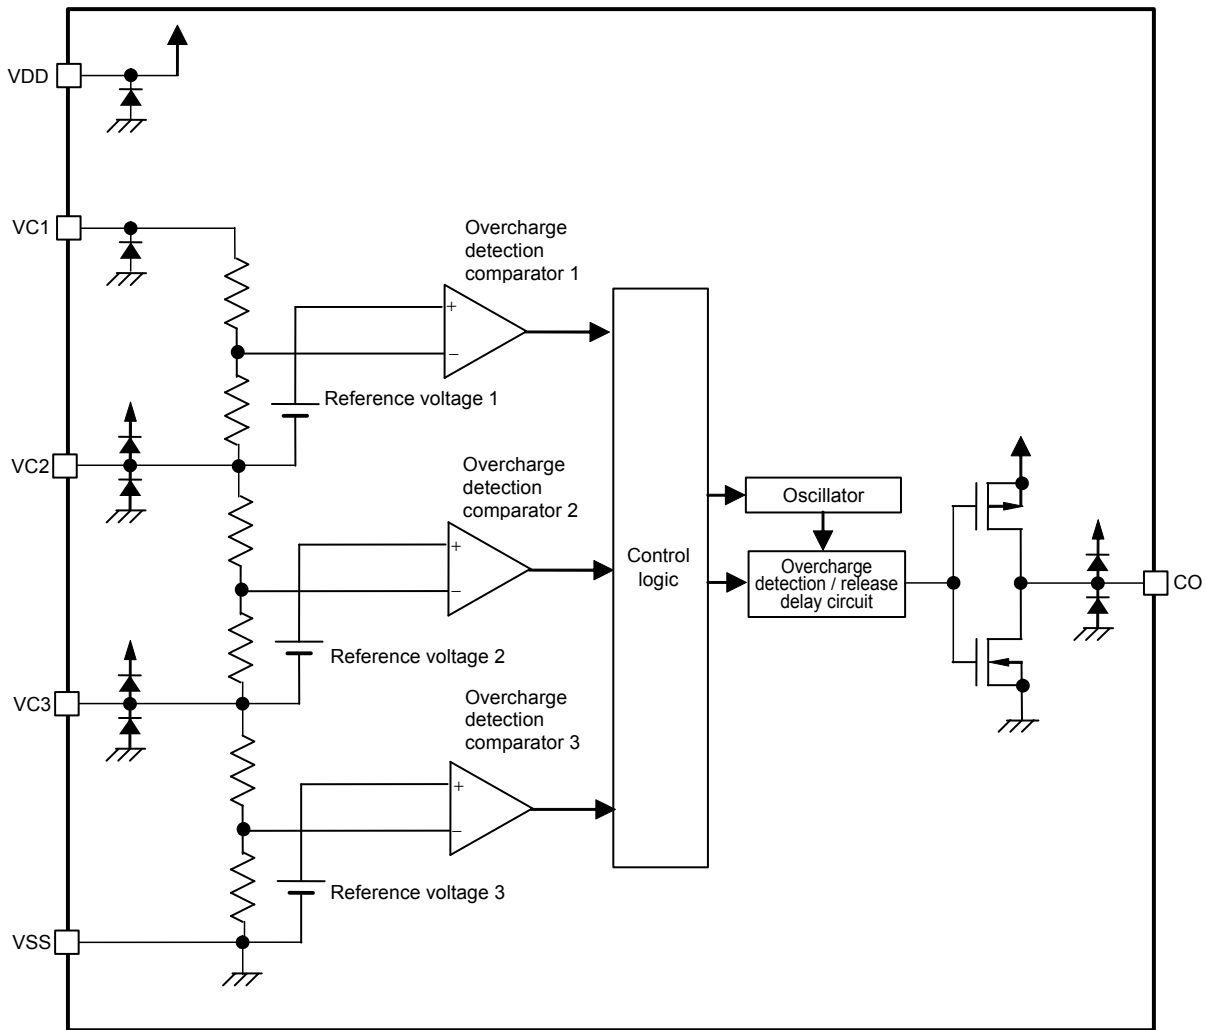 VDD
VC1
Overcharge
detection
comparator 1
+
−
Reference voltage 1
VC2
Overcharge
detection
comparator 2
+
−
Reference voltage 2
Control
logic
Oscillator
Overcharge
detection / release
delay circuit
CO
VC3
Overcharge
detection
comparator 3
+
−
Reference voltage 3
VSS